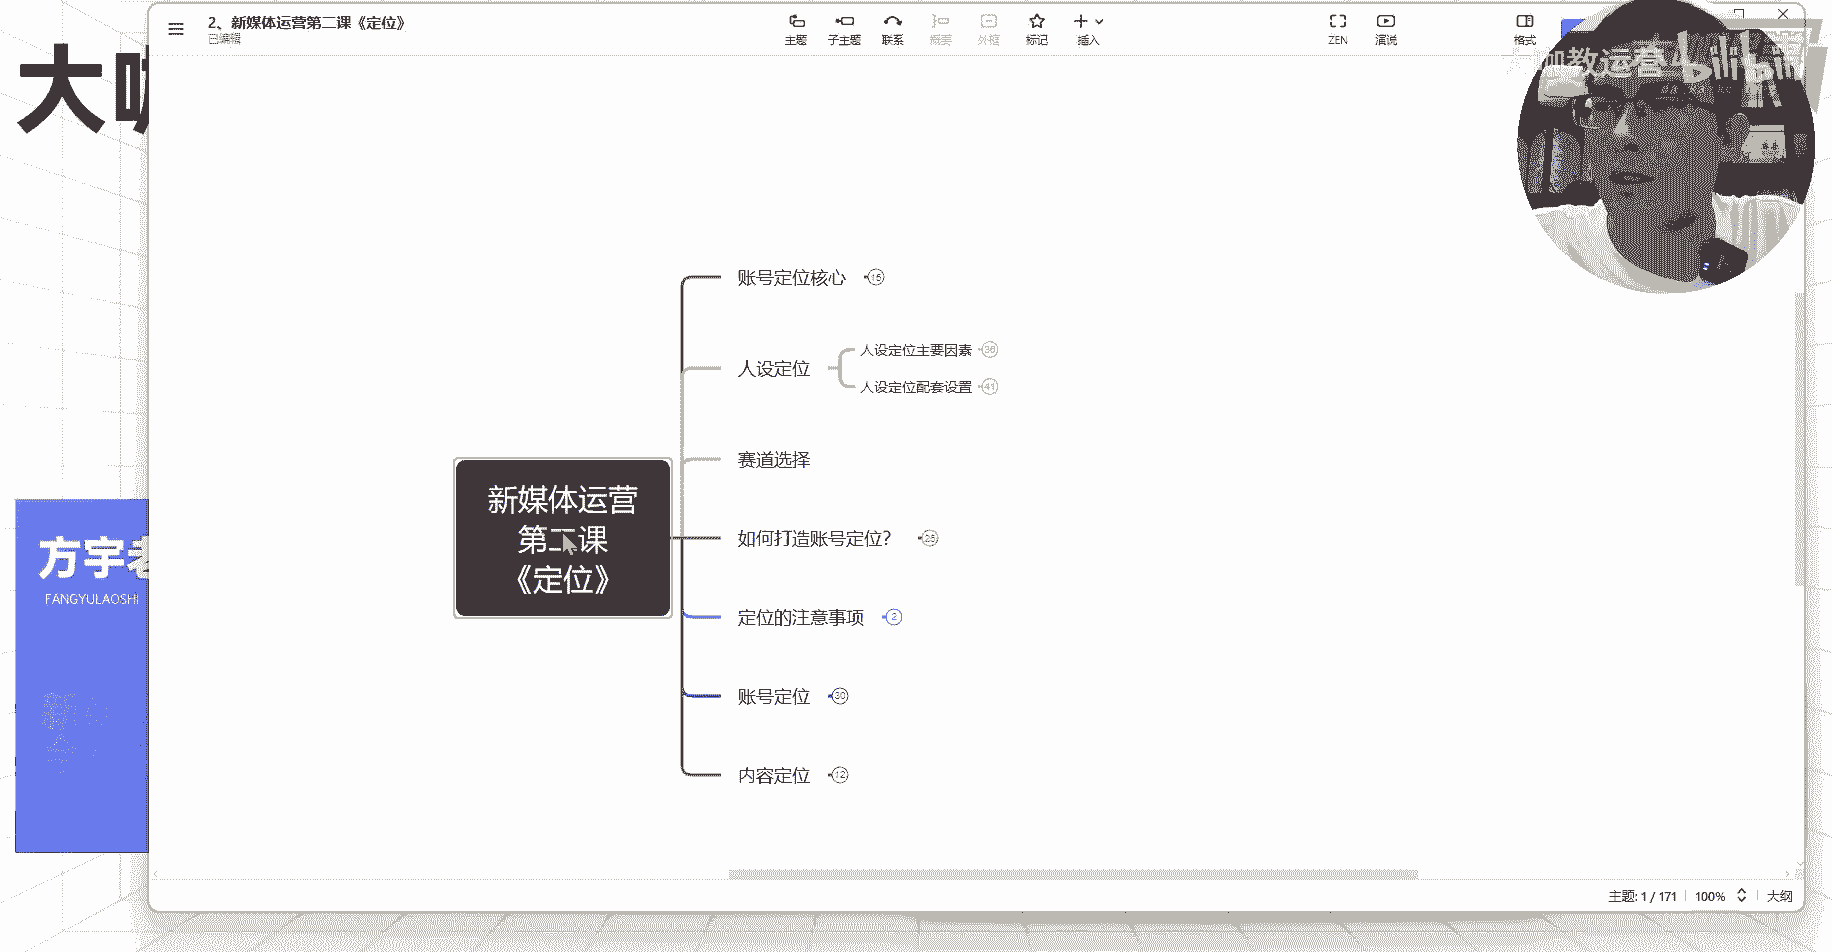 2、新媒体运营第二课《定位》
已编辑
主题
子主题
联系
概要
外框
标记
插入
ZEN
演说
格式
大咖
咖教运营
bilibili
账号定位核心 15
人设定位
人设定位主要因素 36
人设定位配套设置 41
赛道选择
新媒体运营
第二课
《定位》
如何打造账号定位? 25
定位的注意事项 2
账号定位 30
内容定位 12
方宇老
FANGYULAOSHI
主题: 1 / 171
100%
大纲